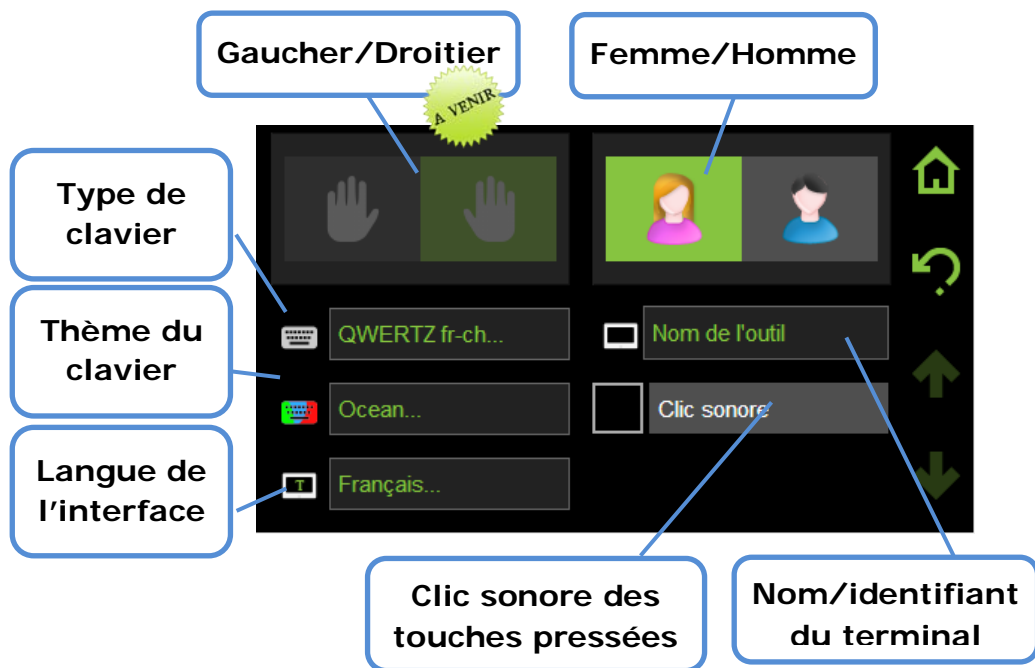 Gaucher/Droitier
Femme/Homme
A VENIR
Type de
clavier
Thème du
clavier
Langue de
l'interface
QWERTZ fr-ch...
Nom de l'outil
Ocean...
Clic sonore
T
Français...
Clic sonore des
touches pressées
Nom/identifiant
du terminal